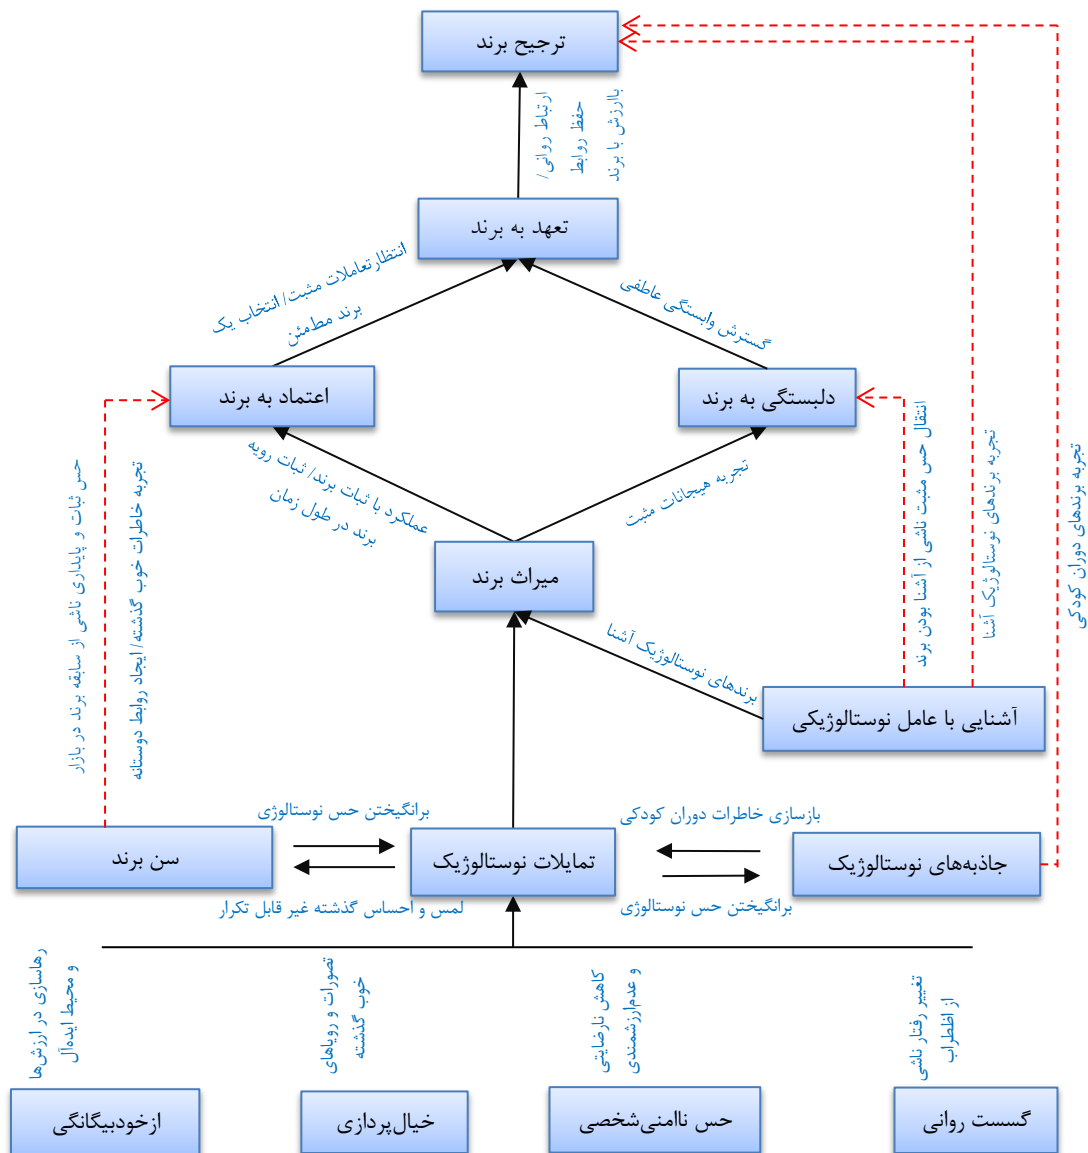 ترجیح برند
ارتباط روانی/
حفظ روابط
باارزش با برند
تعهد به برند
انتظارتعاملات مثبت/ انتخاب یک
برند مطمئن
گسترش وابستگی عاطفی
اعتماد به برند
دلبستگی به برند
عملکرد با ثبات برند/ ثبات رویه
برند در طول زمان
تجربه هیجانات مثبت
میراث برند
حس ثبات و پایداری ناشی از سابقه برند در بازار
تجربه خاطرات خوب گذشته/ ایجاد روابط دوستانه
انتقال حس مثبت ناشی از آشنا بودن برند
تجربه برندهای نوستالوژیک آشنا
تجربه برندهای دوران کودکی
برندهای نوستالوژیک آشنا
آشنایی با عامل نوستالوژیکی
برانگیختن حس نوستالوژی
بازسازی خاطرات دوران کودکی
سن برند
تمایلات نوستالوژیک
جاذبه‌های نوستالوژیک
لمس و احساس گذشته غیر قابل تکرار
برانگیختن حس نوستالوژی
رهاسازی در ارزش‌ها
و محیط ایده‌آل
تصورات و رویاهای
خوب گذشته
کاهش نارضایتی
و عدم‌ارزشمندی
تغییر رفتار ناشی
از اظطراب
ازخودبیگانگی
خیال‌پردازی
حس ناامنی‌شخصی
گسست روانی